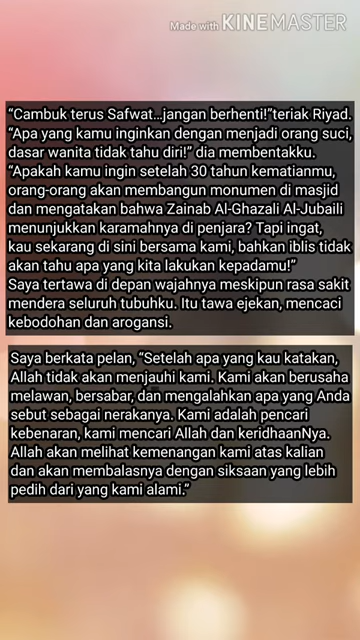 Made with KINEMASTER
“Cambuk terus Safwat...jangan berhenti!”teriak Riyad.
“Apa yang kamu inginkan dengan menjadi orang suci,
dasar wanita tidak tahu diri!” dia membentakku.
“Apakah kamu ingin setelah 30 tahun kematianmu,
orang-orang akan membangun monumen di masjid
dan mengatakan bahwa Zainab Al-Ghazali Al-Jubaili
menunjukkan karamahnya di penjara? Tapi ingat,
kau sekarang di sini bersama kami, bahkan iblis tidak
akan tahu apa yang kita lakukan kepadamu!”
Saya tertawa di depan wajahnya meskipun rasa sakit
mendera seluruh tubuhku. Itu tawa ejekan, mencaci
kebodohan dan arogansi.
Saya berkata pelan, “Setelah apa yang kau katakan,
Allah tidak akan menjauhi kami. Kami akan berusaha
melawan, bersabar, dan mengalahkan apa yang Anda
sebut sebagai nerakanya. Kami adalah pencari
kebenaran, kami mencari Allah dan keridhaanNya.
Allah akan melihat kemenangan kami atas kalian
dan akan membalasnya dengan siksaan yang lebih
pedih dari yang kami alami.”